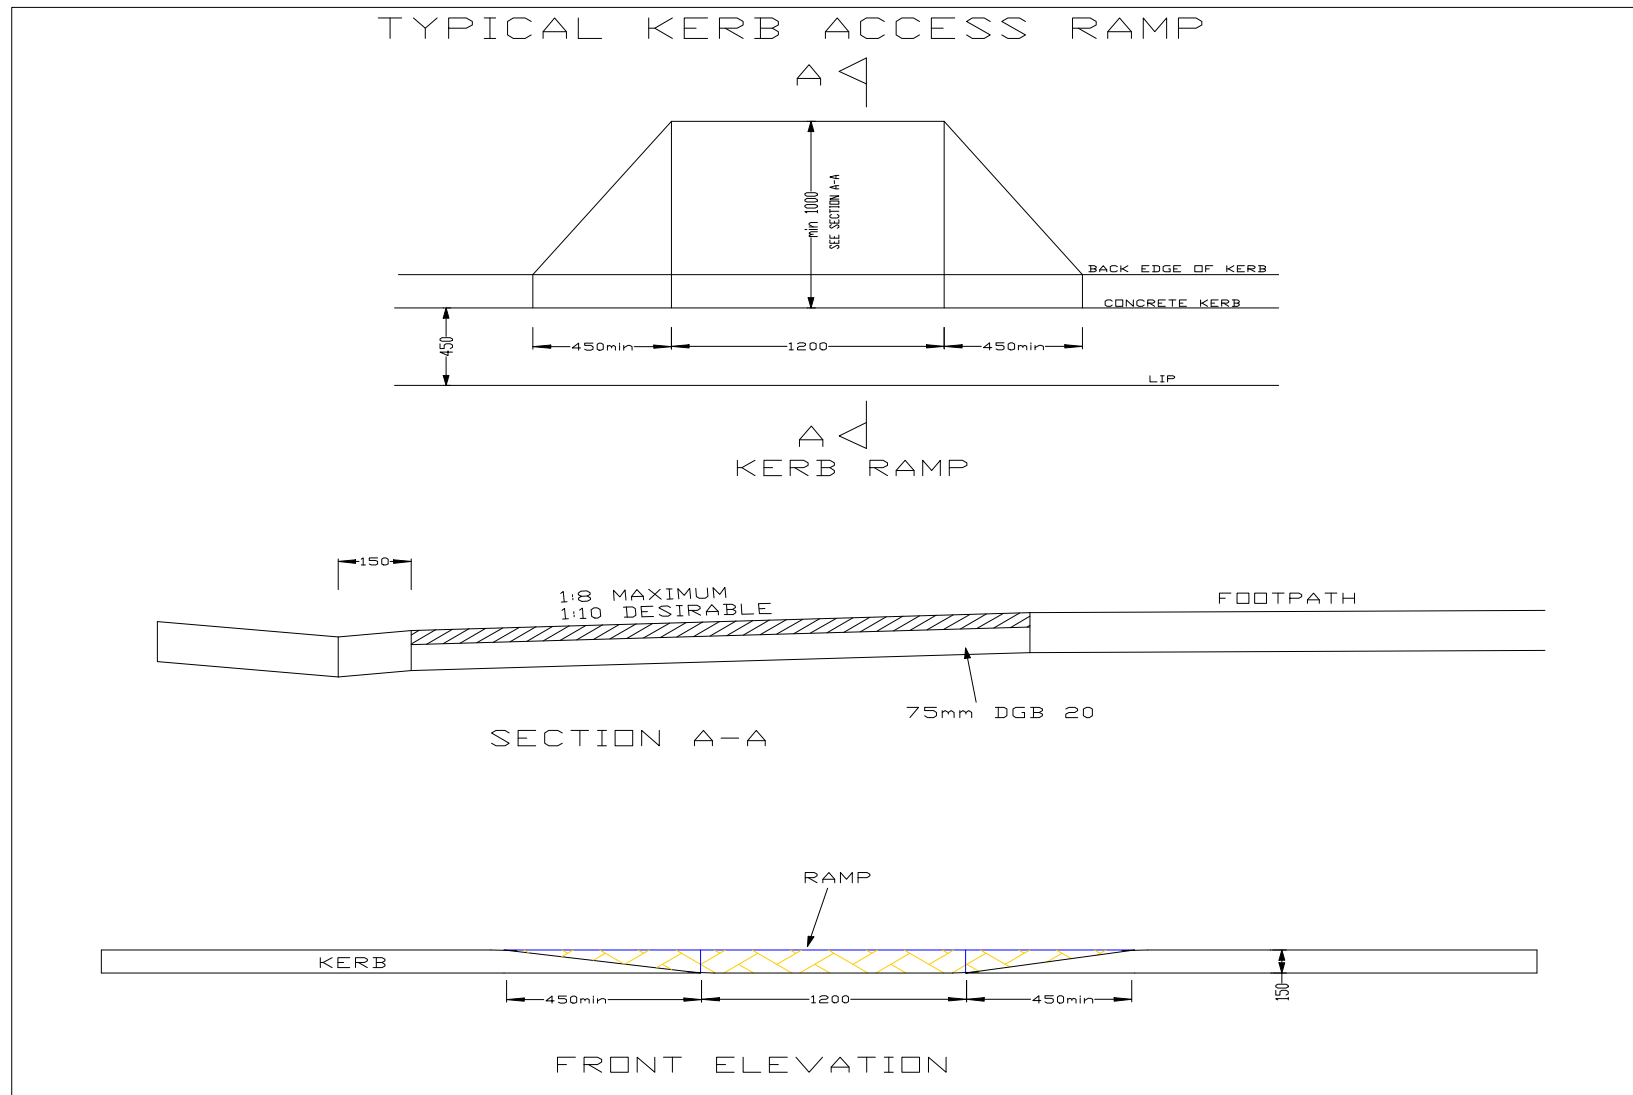 TYPICAL KERB ACCESS RAMP
A
min 1000
SEE SECTION A-A
BACK EDGE OF KERB
CONCRETE KERB
450
450min
1200
450min
LIP
A
KERB RAMP
150
1:8 MAXIMUM
1:10 DESIRABLE
FOOTPATH
75mm DGB 20
SECTION A-A
RAMP
KERB
450min
1200
450min
150
FRONT ELEVATION